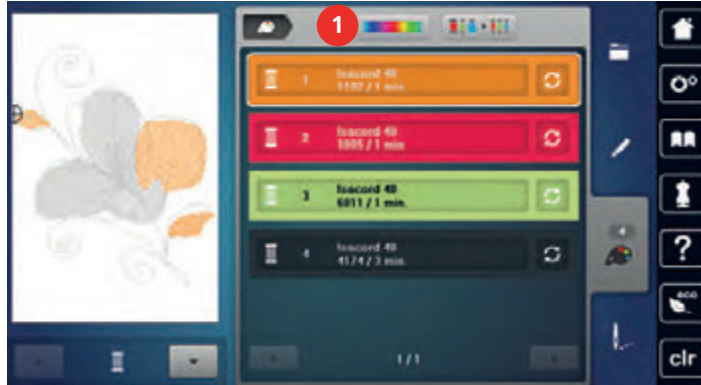 1
1
Isacord 40
1102 / 1 min.
2
Isacord 40
1805 / 1 min.
3
Isacord 40
6011 / 1 min.
4
Isacord 40
4174 / 3 min.
1/1
?
eco
clr